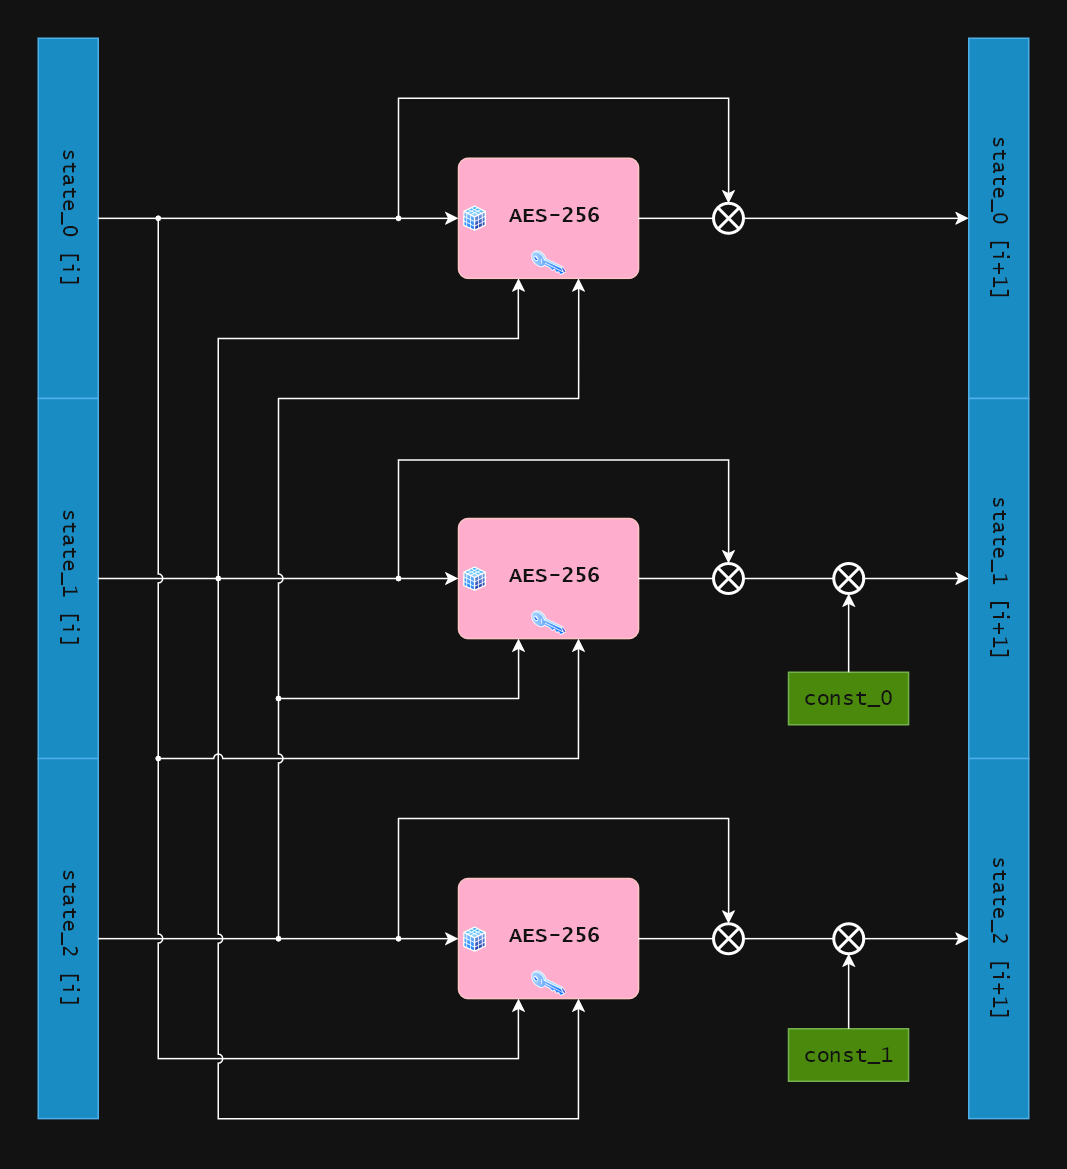 state_0 [i]
AES-256
state_0 [i+1]
state_1 [i]
AES-256
state_1 [i+1]
const_0
state_2 [i]
AES-256
state_2 [i+1]
const_1